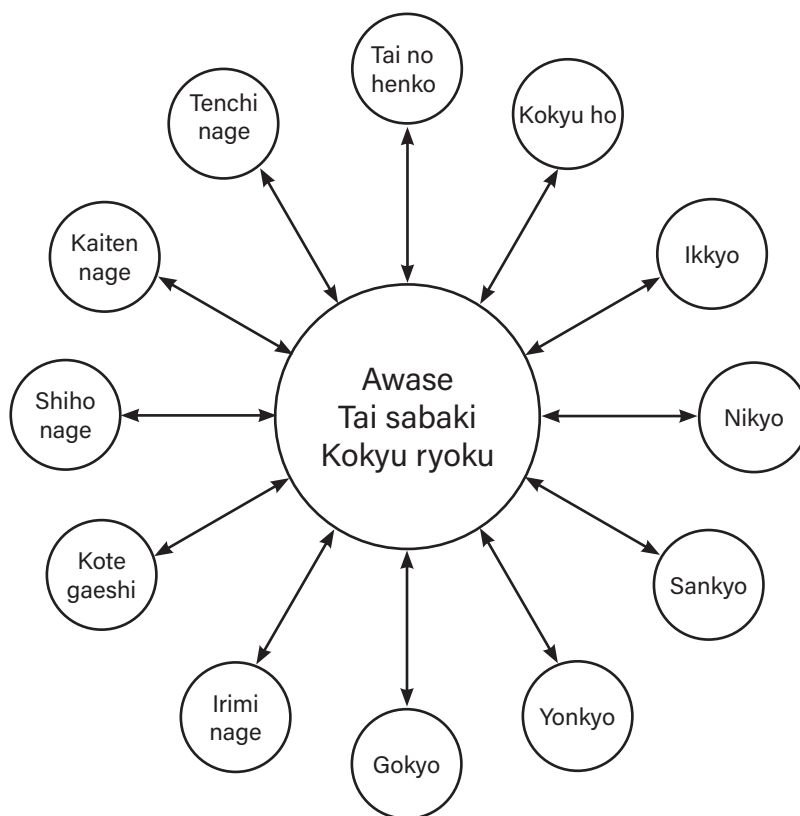 Tai no
henko
Kokyu ho
Ikkyo
Nikyo
Sankyo
Yonkyo
Gokyo
Irimi
nage
Kote
gaeshi
Shiho
nage
Kaiten
nage
Tenchi
nage
Awase
Tai sabaki
Kokyu ryoku